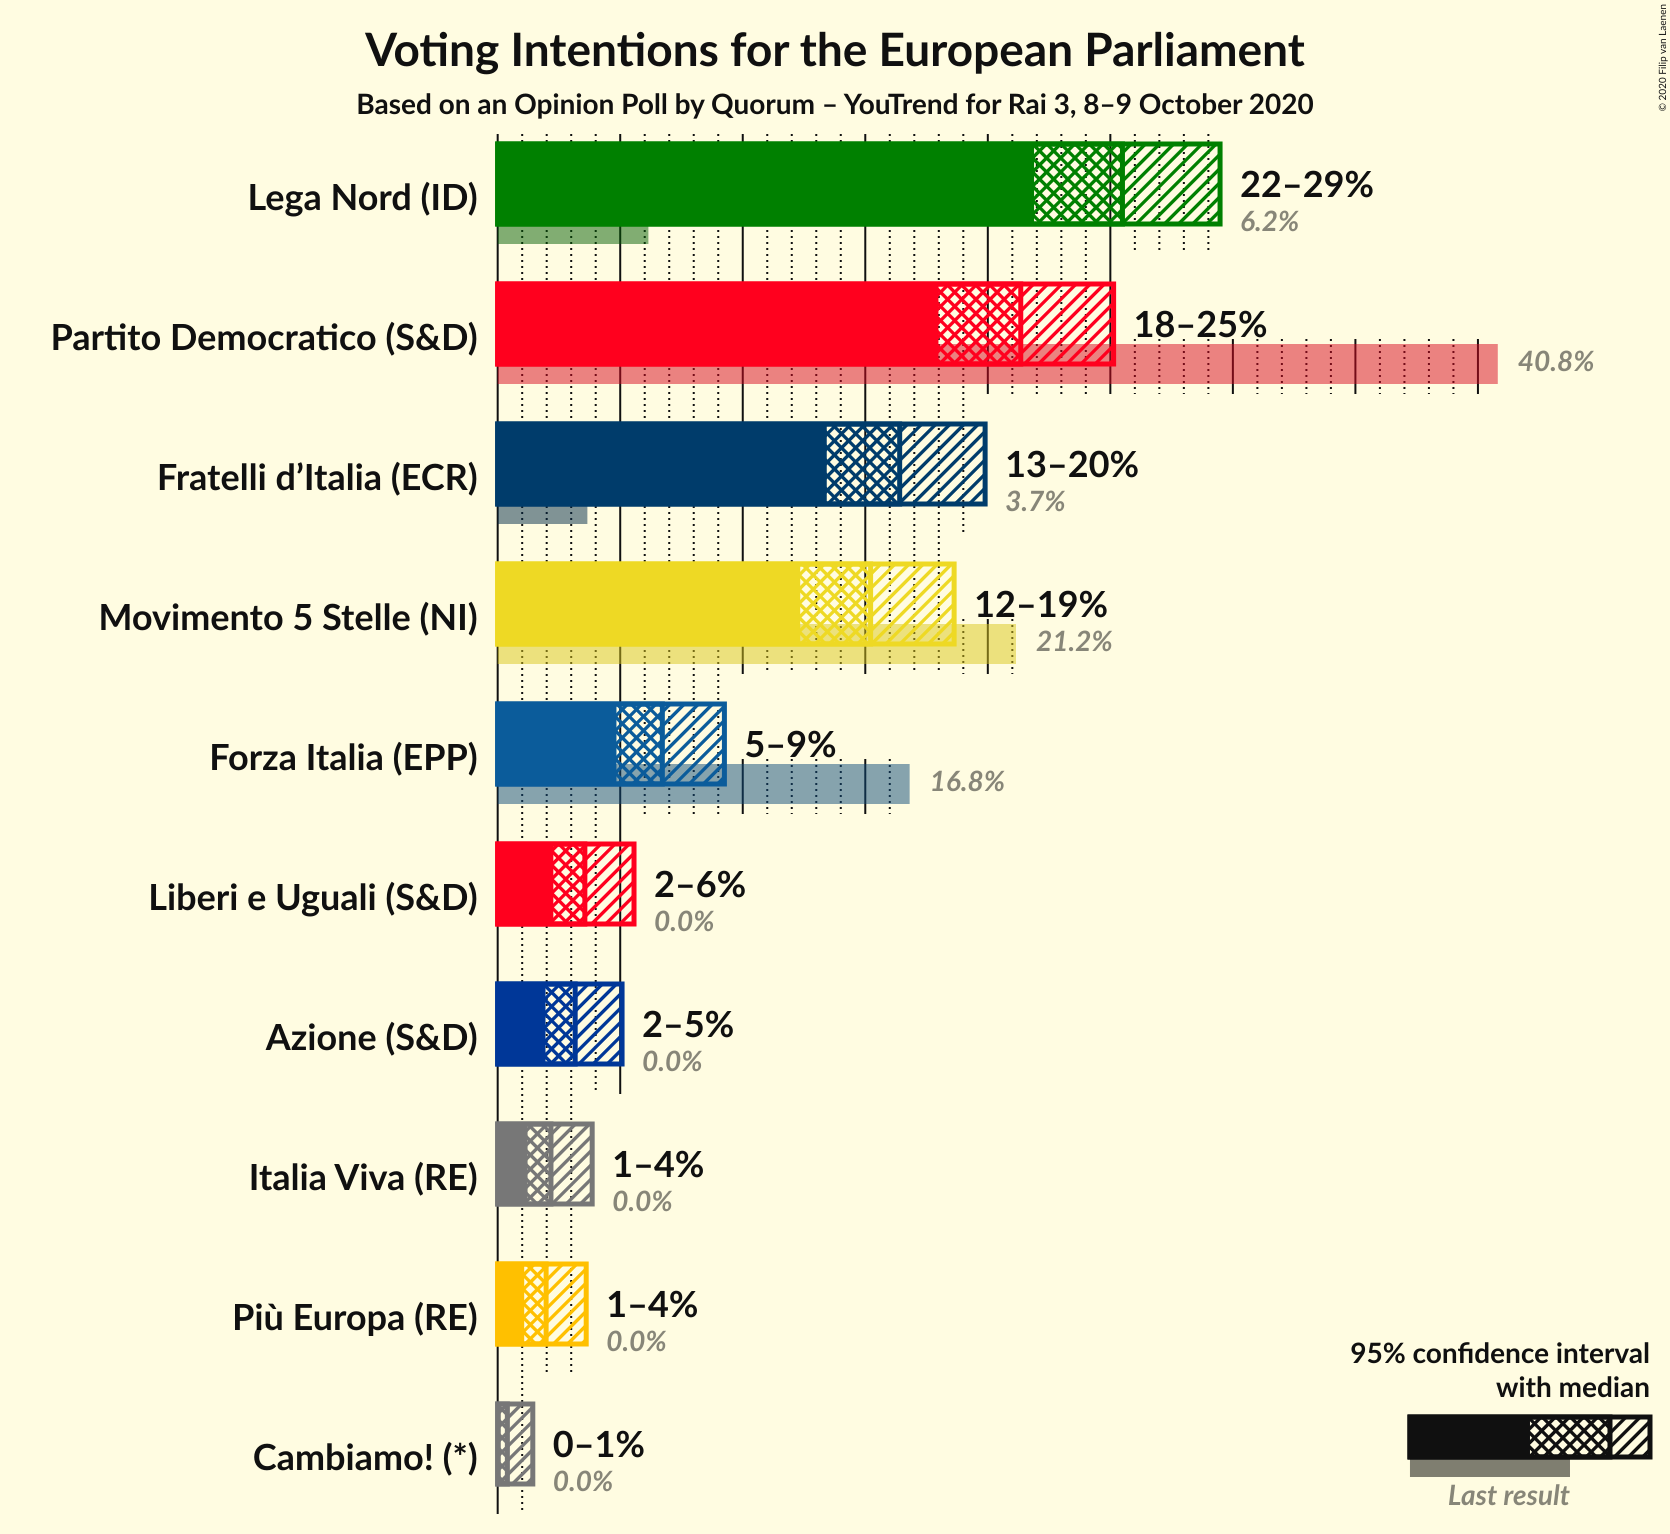 Voting Intentions for the European Parliament
Based on an Opinion Poll by Quorum – YouTrend for Rai 3, 8–9 October 2020
© 2020 Filip van Laenen
Lega Nord (ID)
22–29%
6.2%
Partito Democratico (S&D)
18–25%
40.8%
Fratelli d’Italia (ECR)
13–20%
3.7%
Movimento 5 Stelle (NI)
12–19%
21.2%
Forza Italia (EPP)
5–9%
16.8%
Liberi e Uguali (S&D)
2–6%
0.0%
Azione (S&D)
2–5%
0.0%
Italia Viva (RE)
1–4%
0.0%
Più Europa (RE)
1–4%
0.0%
Cambiamo! (*)
0–1%
0.0%
95% confidence interval
with median
Last result